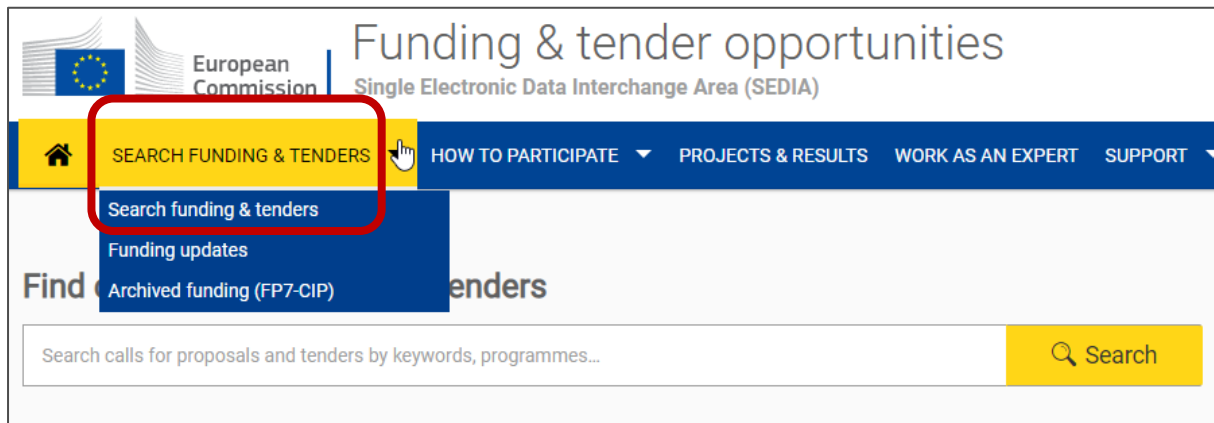 European
Commission
Funding & tender opportunities
Single Electronic Data Interchange Area (SEDIA)
SEARCH FUNDING & TENDERS HOW TO PARTICIPATE PROJECTS & RESULTS WORK AS AN EXPERT SUPPORT
Search funding & tenders
Funding updates
Archived funding (FP7-CIP)
Find enders
Search calls for proposals and tenders by keywords, programmes...
Search